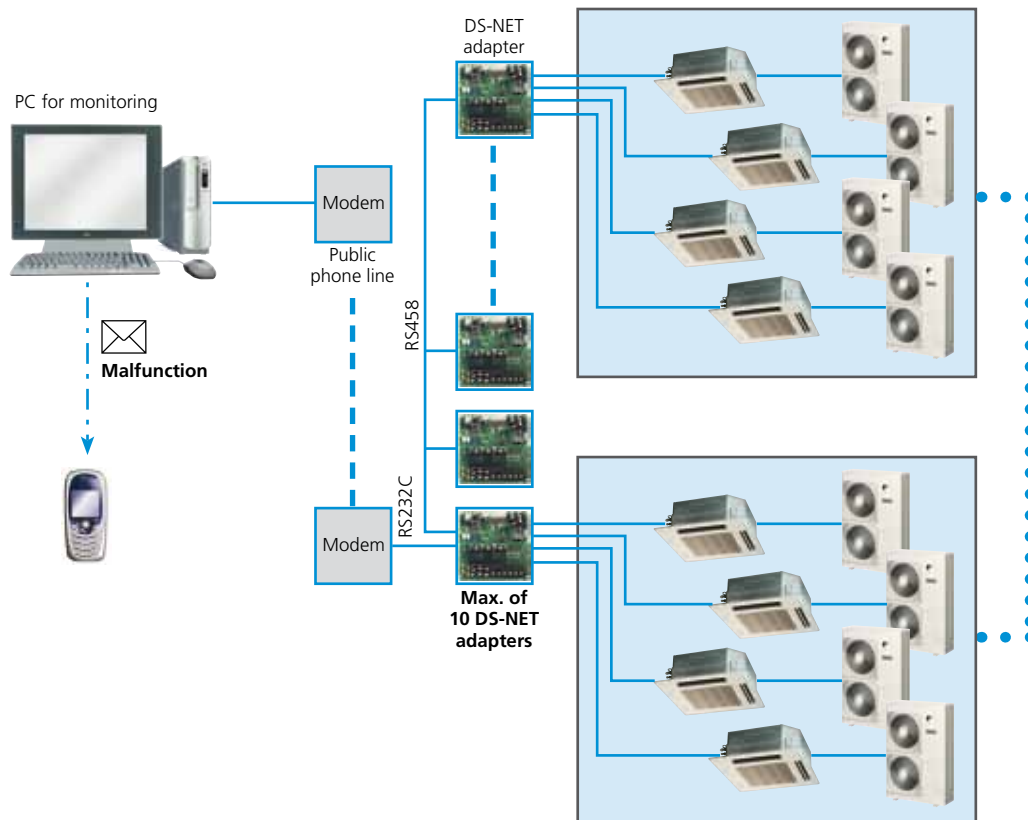 DS-NET
adapter
PC for monitoring
Modem
Public
phone line
RS458
Malfunction
RS232C
Modem
Max. of
10 DS-NET
adapters